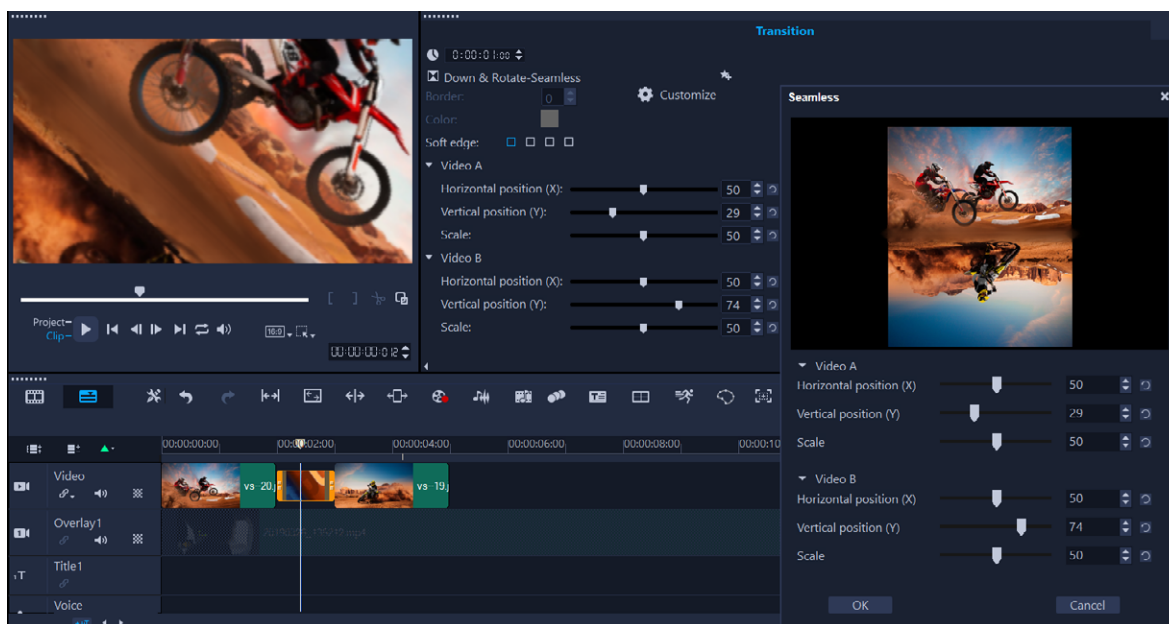 Transition
0:00:01:00
Down & Rotate-Seamless
Border:
0
Customize
Color:
Soft edge:
Video A
Horizontal position (X):
50
Vertical position (Y):
29
Scale:
50
Video B
Horizontal position (X):
50
Vertical position (Y):
74
Scale:
50
Project
Clip
16:9
00:00:00:012
Seamless
Video A
Horizontal position (X)
50
Vertical position (Y)
29
Scale
50
Video B
Horizontal position (X)
50
Vertical position (Y)
74
Scale
50
OK
Cancel
00:00:00:00
00:00:02:00
00:00:04:00
00:00:06:00
00:00:08:00
00:00:10
Video
vs-20.j
vs-19.j
Overlay1
Title1
Voice